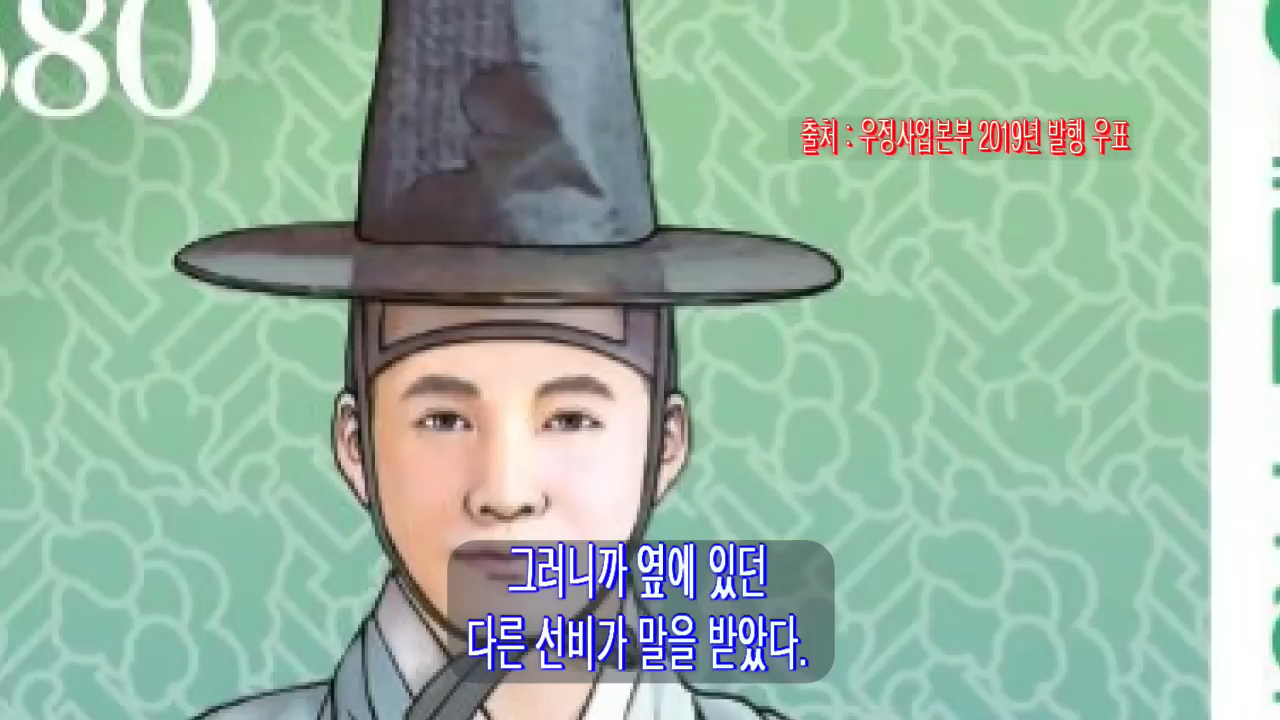 380
출처 : 우정사업본부 2019년 발행 우표
그러니까 옆에 있던
다른 선비가 말을 받았다.